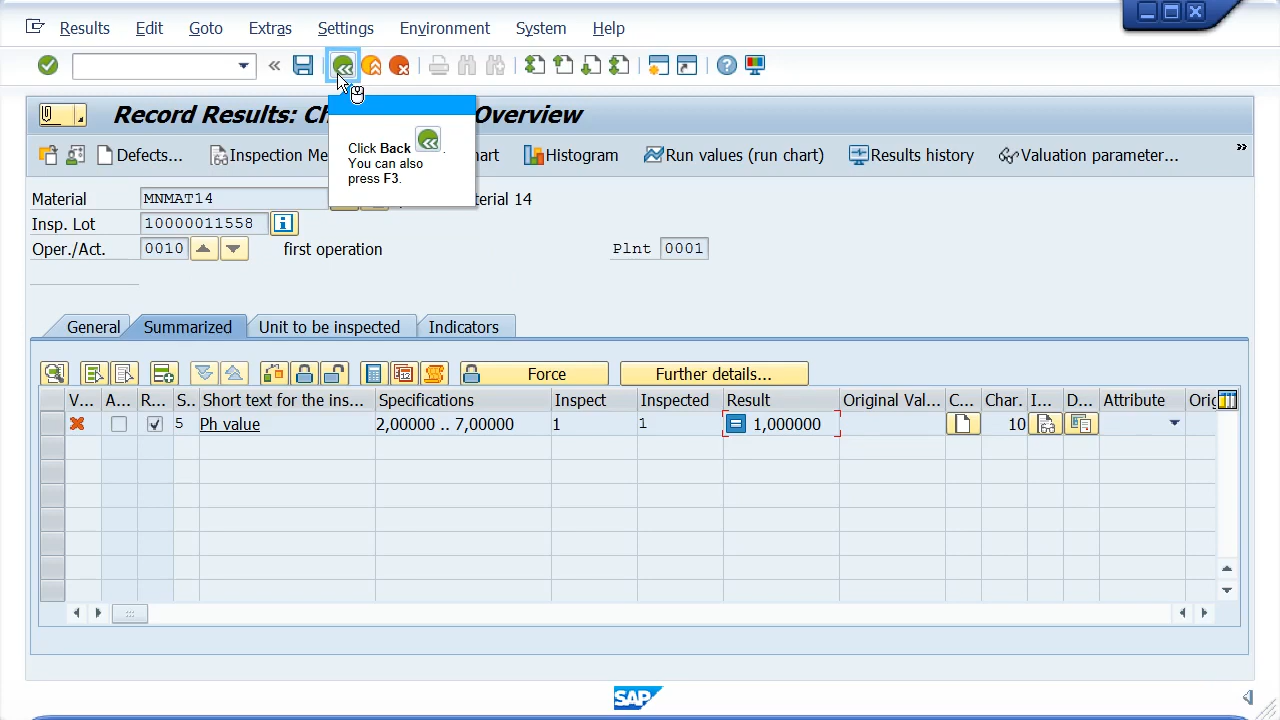 Results Edit Goto Extras Settings Environment System Help
Record Results: Ch Overview
Click Back .
You can also
press F3.
Defects... Inspection Me hart Histogram Run values (run chart) Results history Valuation parameter... »
Material MNMAT14 terial 14
Insp. Lot 10000011558
Oper./Act. 0010 first operation Plnt 0001
General Summarized Unit to be inspected Indicators
Force Further details...
V... A... R... S.. Short text for the ins... Specifications Inspect Inspected Result Original Val... C... Char. I... D... Attribute Orig
5 Ph value 2,00000 .. 7,00000 1 1 1,000000 10
SAP